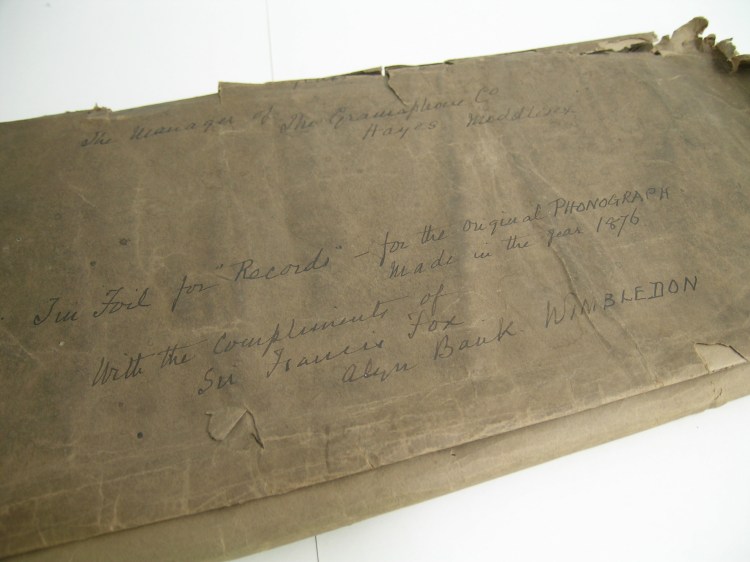 The Manager of The Gramophone Co
Hayes Middlesex
Tin Foil for "Records" – for the original PHONOGRAPH
Made in the year 1876
With the compliments of
Sir Francis Fox
Alyn Bank WIMBLEDON